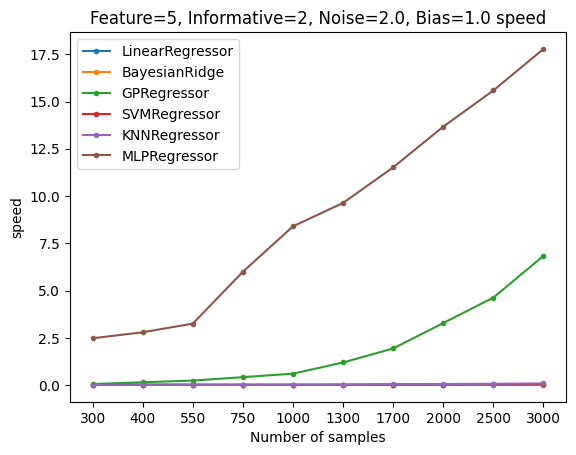 Feature=5, Informative=2, Noise=2.0, Bias=1.0 speed
LinearRegressor
BayesianRidge
GPRegressor
SVMRegressor
KNNRegressor
MLPRegressor
speed
17.5
15.0
12.5
10.0
7.5
5.0
2.5
0.0
300 400 550 750 1000 1300 1700 2000 2500 3000
Number of samples